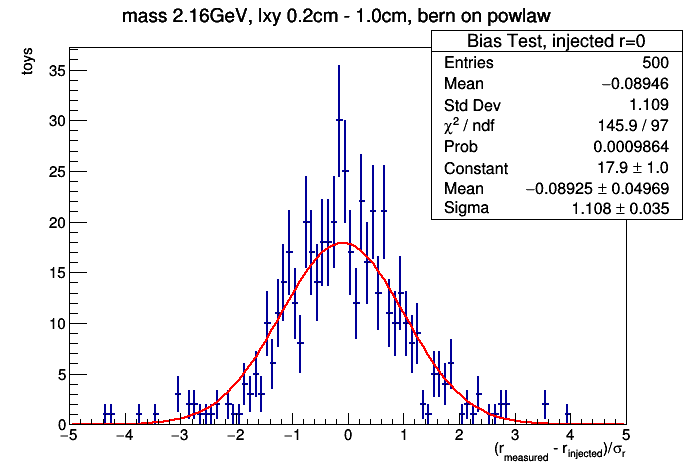 mass 2.16GeV, lxy 0.2cm - 1.0cm, bern on powlaw
Bias Test, injected r=0
Entries 500
Mean −0.08946
Std Dev 1.109
χ² / ndf 145.9 / 97
Prob 0.0009864
Constant 17.9 ± 1.0
Mean −0.08925 ± 0.04969
Sigma 1.108 ± 0.035
toys
35
30
25
20
15
10
5
0
−5 −4 −3 −2 −1 0 1 2 3 4 5
(r_measured - r_injected)/σ_r